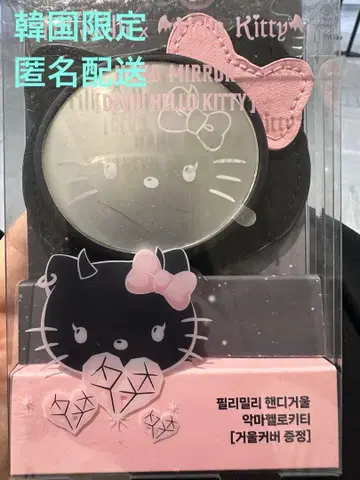 韓国限定
匿名配送
x Hello Kitty
MIRROR
[DEVIL HELLO KITTY]
필리밀리 핸디거울
악마헬로키티
[거울커버 증정]